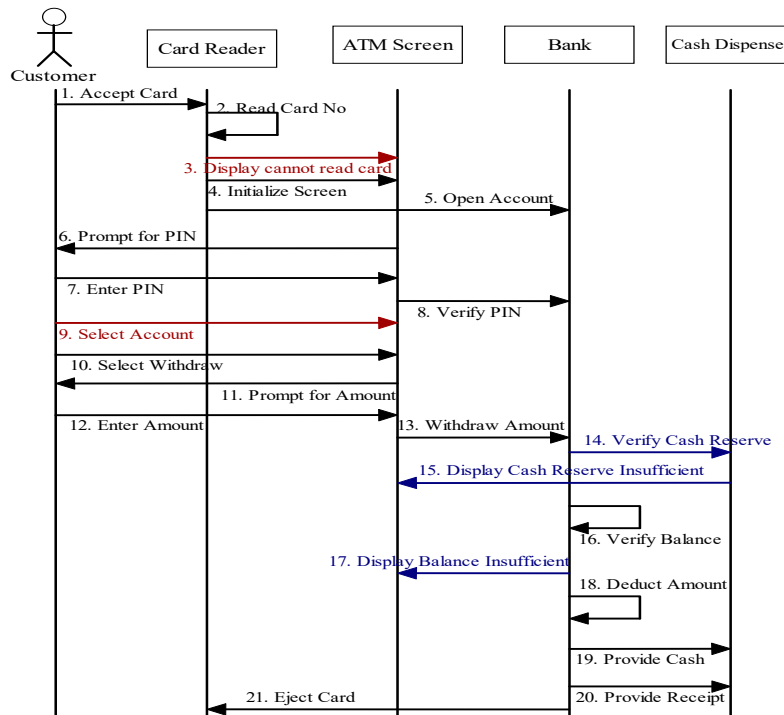 Customer
Card Reader
ATM Screen
Bank
Cash Dispense
1. Accept Card
2. Read Card No
3. Display cannot read card
4. Initialize Screen
5. Open Account
6. Prompt for PIN
7. Enter PIN
8. Verify PIN
9. Select Account
10. Select Withdraw
11. Prompt for Amount
12. Enter Amount
13. Withdraw Amount
14. Verify Cash Reserve
15. Display Cash Reserve Insufficient
16. Verify Balance
17. Display Balance Insufficient
18. Deduct Amount
19. Provide Cash
20. Provide Receipt
21. Eject Card